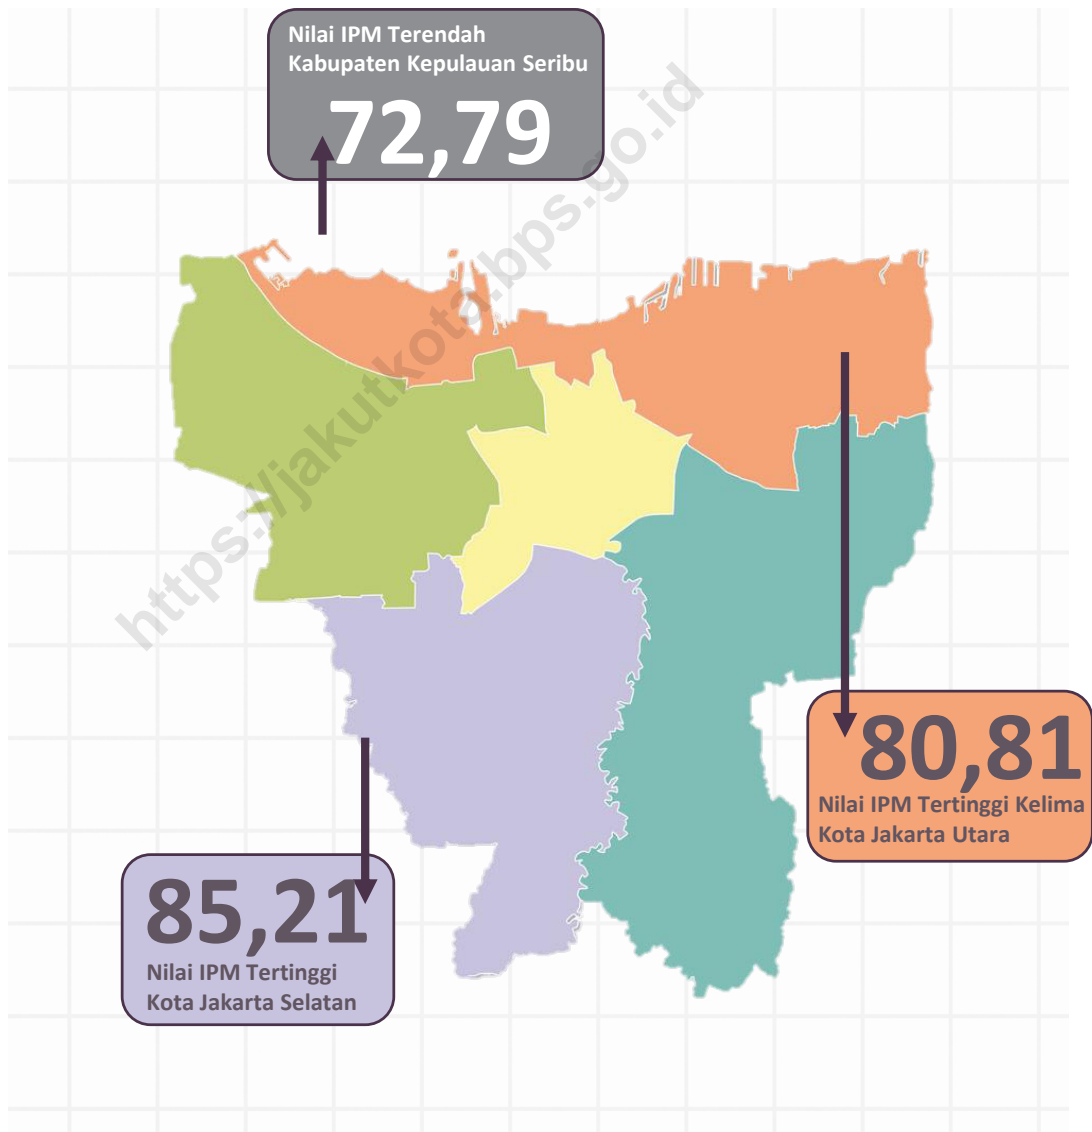 Nilai IPM Terendah
Kabupaten Kepulauan Seribu
72,79
https://jakutkota.bps.go.id
80,81
Nilai IPM Tertinggi Kelima
Kota Jakarta Utara
85,21
Nilai IPM Tertinggi
Kota Jakarta Selatan